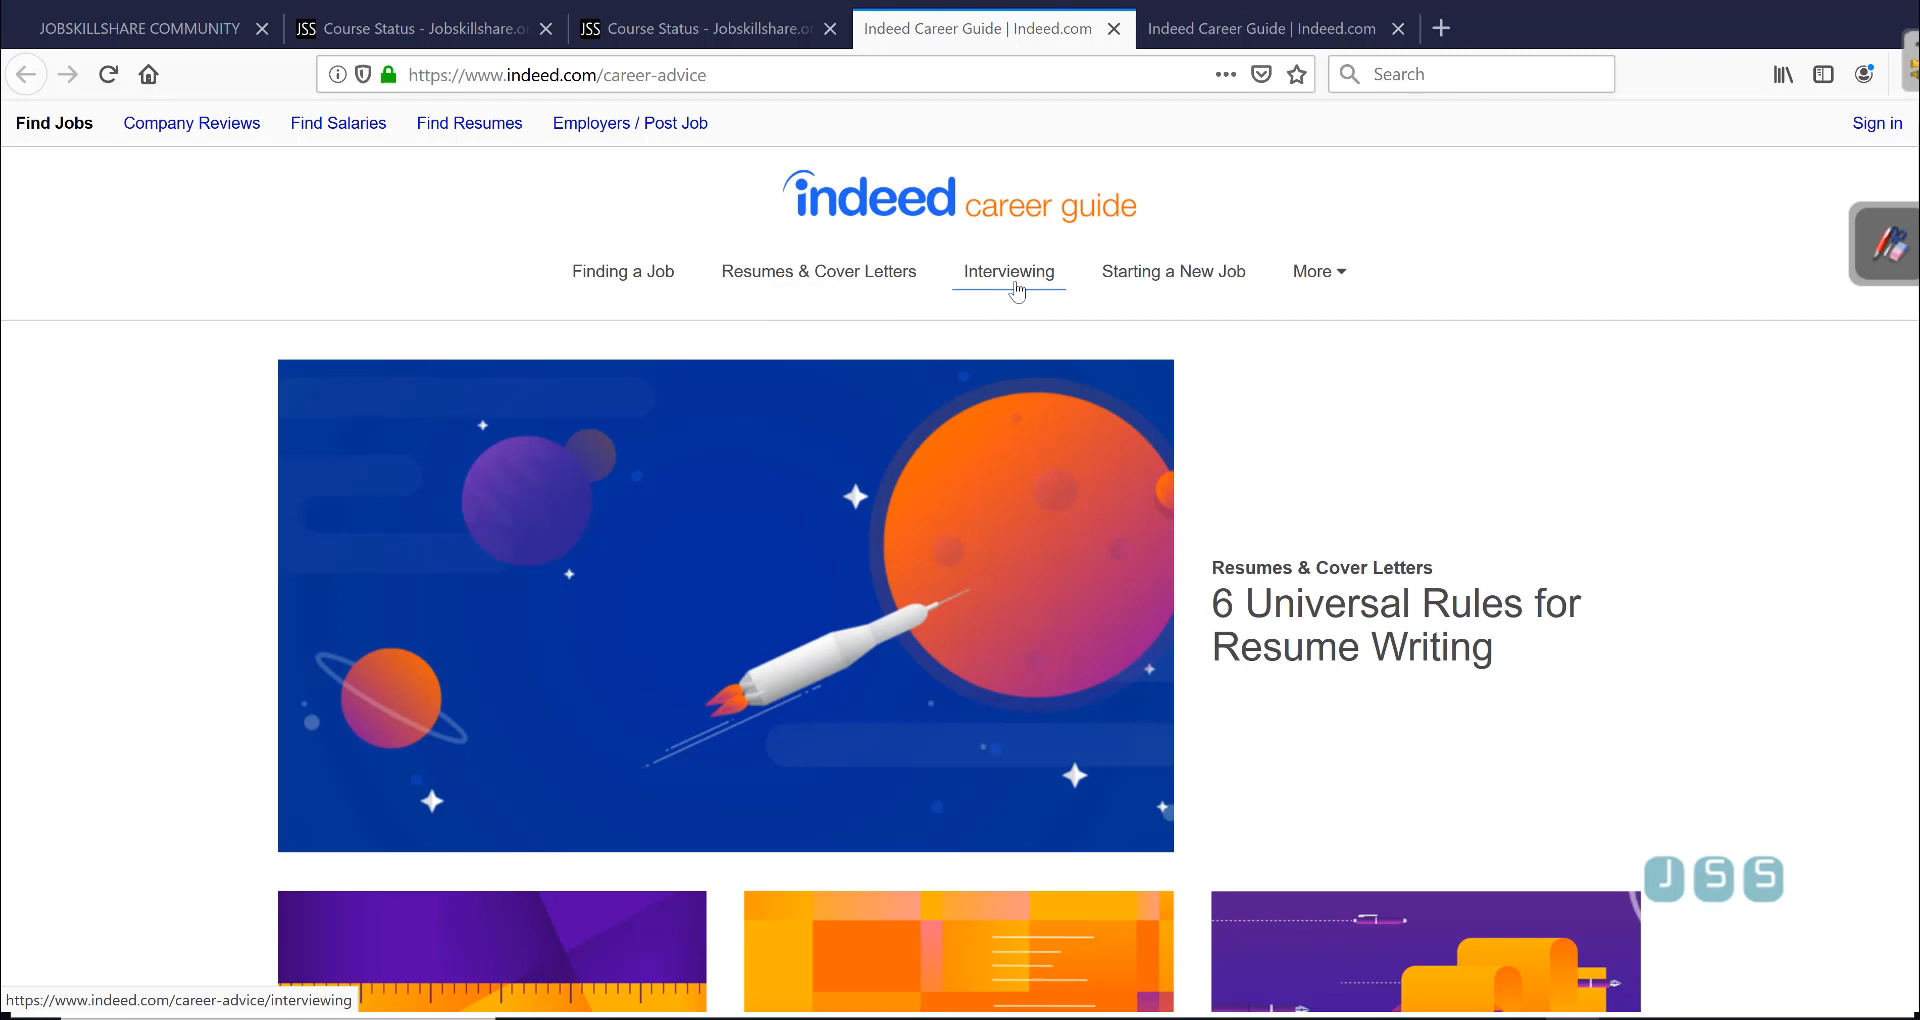 JOBSKILLSHARE COMMUNITY
JSS Course Status - Jobskillshare.or
JSS Course Status - Jobskillshare.or
Indeed Career Guide | Indeed.com
Indeed Career Guide | Indeed.com
https://www.indeed.com/career-advice
Search
Find Jobs Company Reviews Find Salaries Find Resumes Employers / Post Job Sign in
indeed career guide
Finding a Job Resumes & Cover Letters Interviewing Starting a New Job More
Resumes & Cover Letters
6 Universal Rules for
Resume Writing
JSS
https://www.indeed.com/career-advice/interviewing